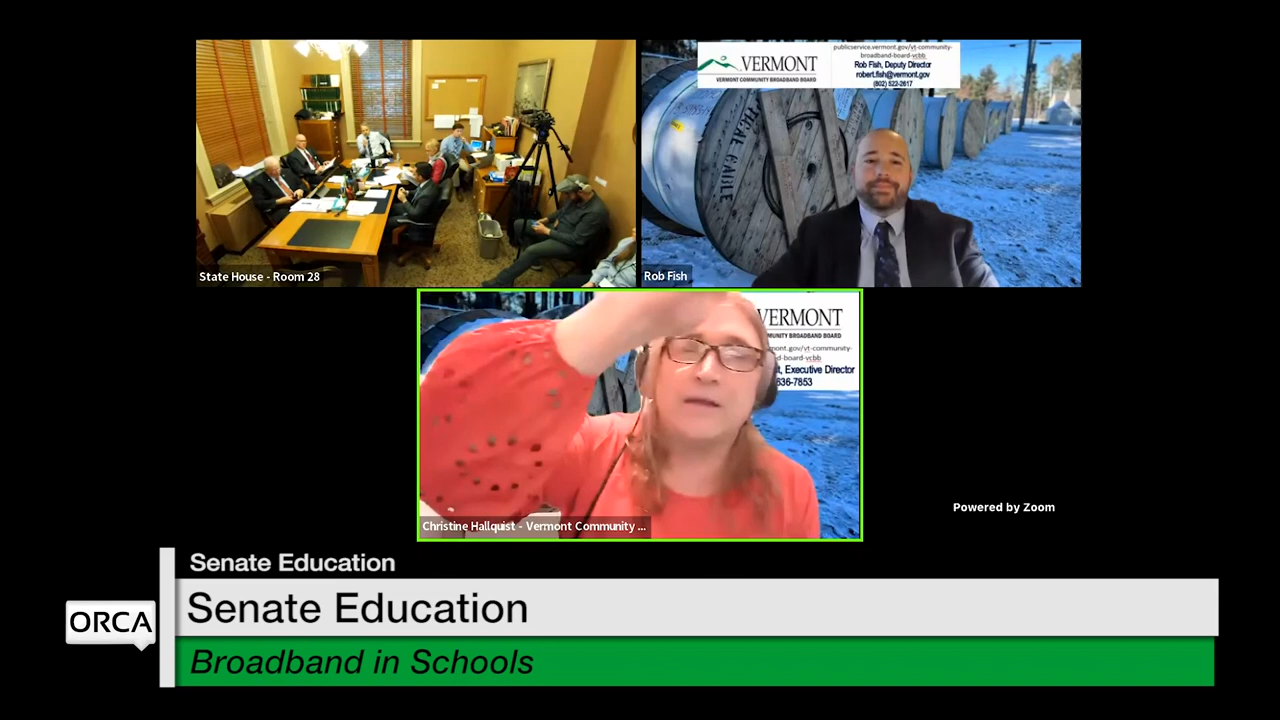 VERMONT
VERMONT COMMUNITY BROADBAND BOARD
publicservice.vermont.gov/vt-community-
broadband-board-vcbb
Rob Fish, Deputy Director
robert.fish@vermont.gov
(802) 522-2617
State House - Room 28
Rob Fish
VERMONT
MUNITY BROADBAND BOARD
mont.gov/vt-community-
d-board-vcbb
t, Executive Director
636-7853
Christine Hallquist - Vermont Community ...
Powered by Zoom
Senate Education
ORCA
Senate Education
Broadband in Schools